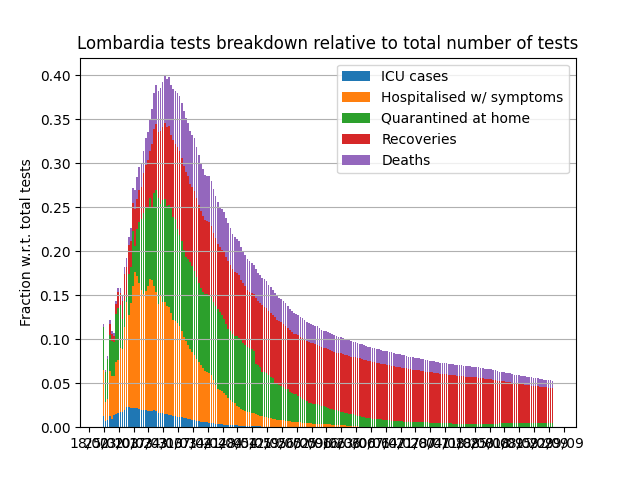 Lombardia tests breakdown relative to total number of tests
0.40
0.35
0.30
0.25
0.20
0.15
0.10
0.05
0.00
Fraction w.r.t. total tests
ICU cases
Hospitalised w/ symptoms
Quarantined at home
Recoveries
Deaths